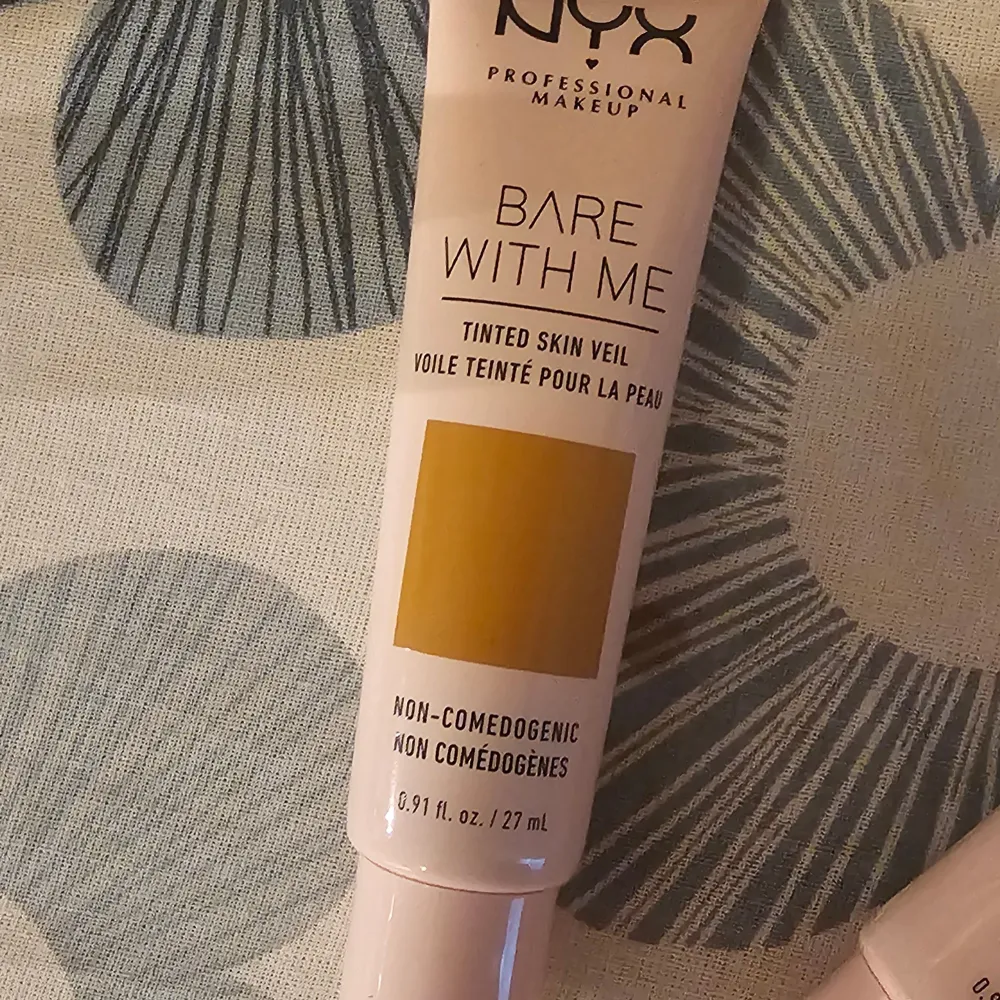 NYX
PROFESSIONAL
MAKEUP
BARE
WITH ME
TINTED SKIN VEIL
VOILE TEINTÉ POUR LA PEAU
NON-COMEDOGENIC
NON COMÉDOGÈNES
0.91 fl. oz. / 27 mL